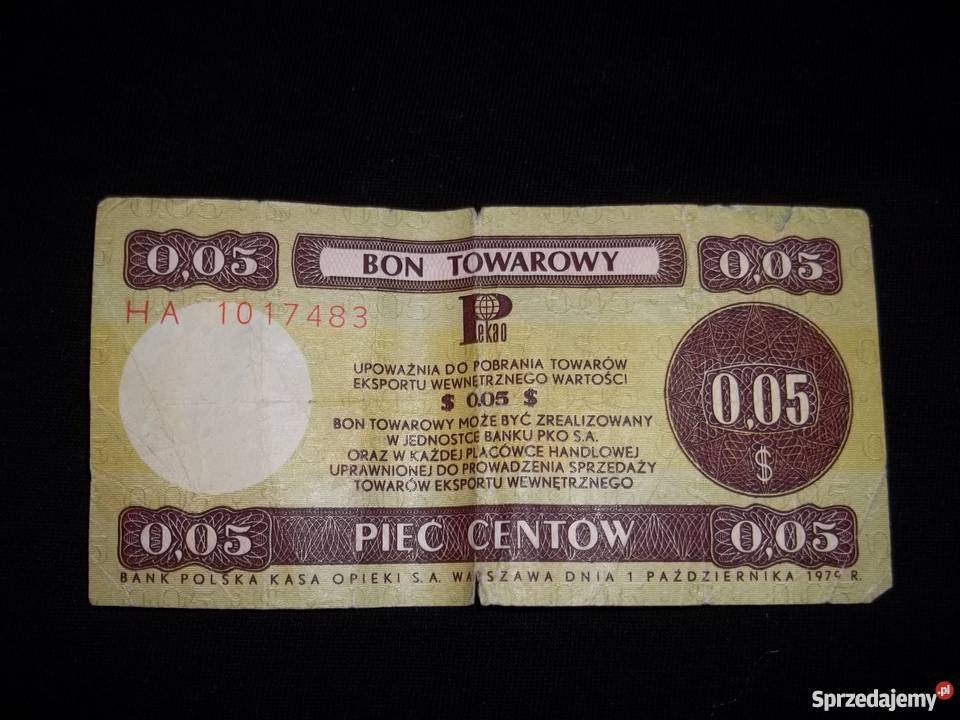 0,05 BON TOWAROWY 0,05
HA 1017483
Pekao
UPOWAŻNIA DO POBRANIA TOWARÓW
EKSPORTU WEWNĘTRZNEGO WARTOŚCI
$ 0.05 $
0,05
$
BON TOWAROWY MOŻE BYĆ ZREALIZOWANY
W JEDNOSTCE BANKU PKO S.A.
ORAZ W KAŻDEJ PLACÓWCE HANDLOWEJ
UPRAWNIONEJ DO PROWADZENIA SPRZEDAŻY
TOWARÓW EKSPORTU WEWNĘTRZNEGO
0,05 PIĘĆ CENTÓW 0,05
BANK POLSKA KASA OPIEKI S.A. WARSZAWA DNIA 1 PAŹDZIERNIKA 1979 R.
Sprzedajemy.pl